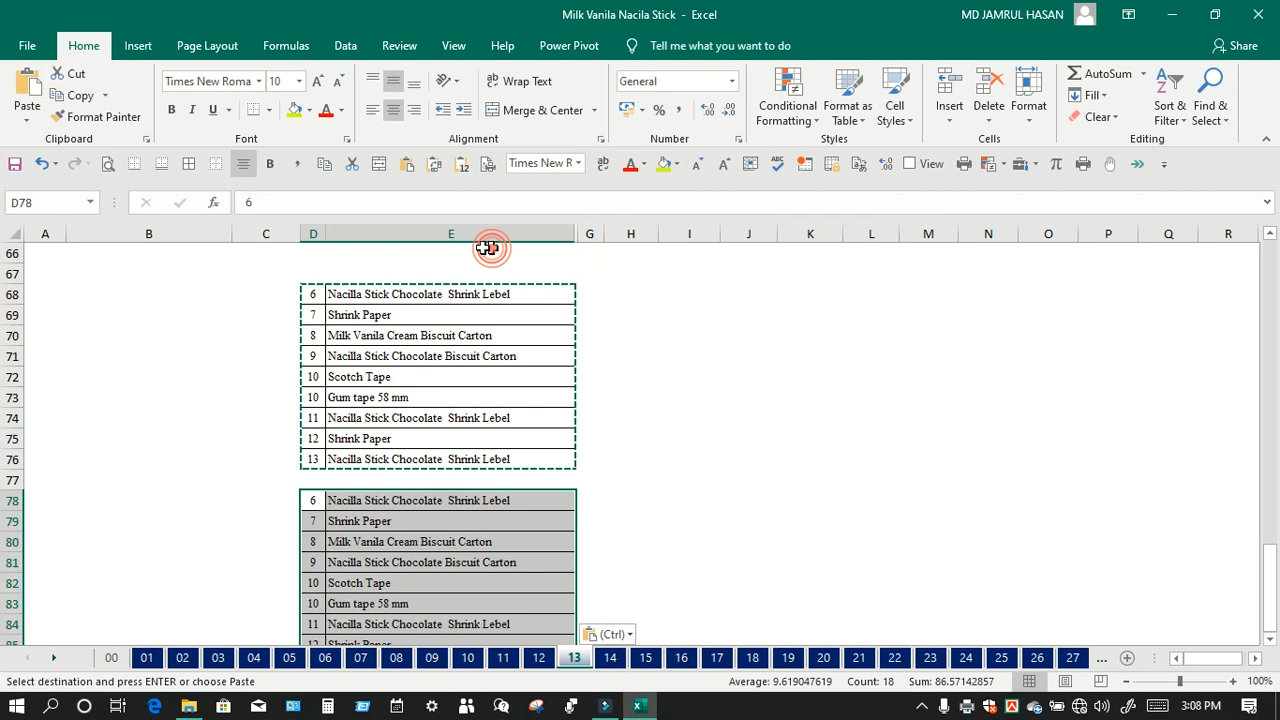 Milk Vanila Nacila Stick - Excel
MD JAMRUL HASAN
File Home Insert Page Layout Formulas Data Review View Help Power Pivot Tell me what you want to do Share
Paste
Cut
Copy
Format Painter
Clipboard
Times New Roma 10
B I U
Font
Wrap Text
Merge & Center
Alignment
General
Number
Conditional Formatting
Format as Table
Cell Styles
Styles
Insert
Delete
Format
Cells
AutoSum
Fill
Clear
Sort & Filter
Find & Select
Editing
Times New R
View
D78
fx
6
A B C D E G H I J K L M N O P Q R
66
67
68 6 Nacilla Stick Chocolate  Shrink Lebel
69 7 Shrink Paper
70 8 Milk Vanila Cream Biscuit Carton
71 9 Nacilla Stick Chocolate Biscuit Carton
72 10 Scotch Tape
73 10 Gum tape 58 mm
74 11 Nacilla Stick Chocolate  Shrink Lebel
75 12 Shrink Paper
76 13 Nacilla Stick Chocolate  Shrink Lebel
77
78 6 Nacilla Stick Chocolate  Shrink Lebel
79 7 Shrink Paper
80 8 Milk Vanila Cream Biscuit Carton
81 9 Nacilla Stick Chocolate Biscuit Carton
82 10 Scotch Tape
83 10 Gum tape 58 mm
84 11 Nacilla Stick Chocolate  Shrink Lebel
85 12 Shrink Paper
(Ctrl)
00 01 02 03 04 05 06 07 08 09 10 11 12 13 14 15 16 17 18 19 20 21 22 23 24 25 26 27 ...
Select destination and press ENTER or choose Paste
Average: 9.619047619 Count: 18 Sum: 86.57142857
100%
3:08 PM